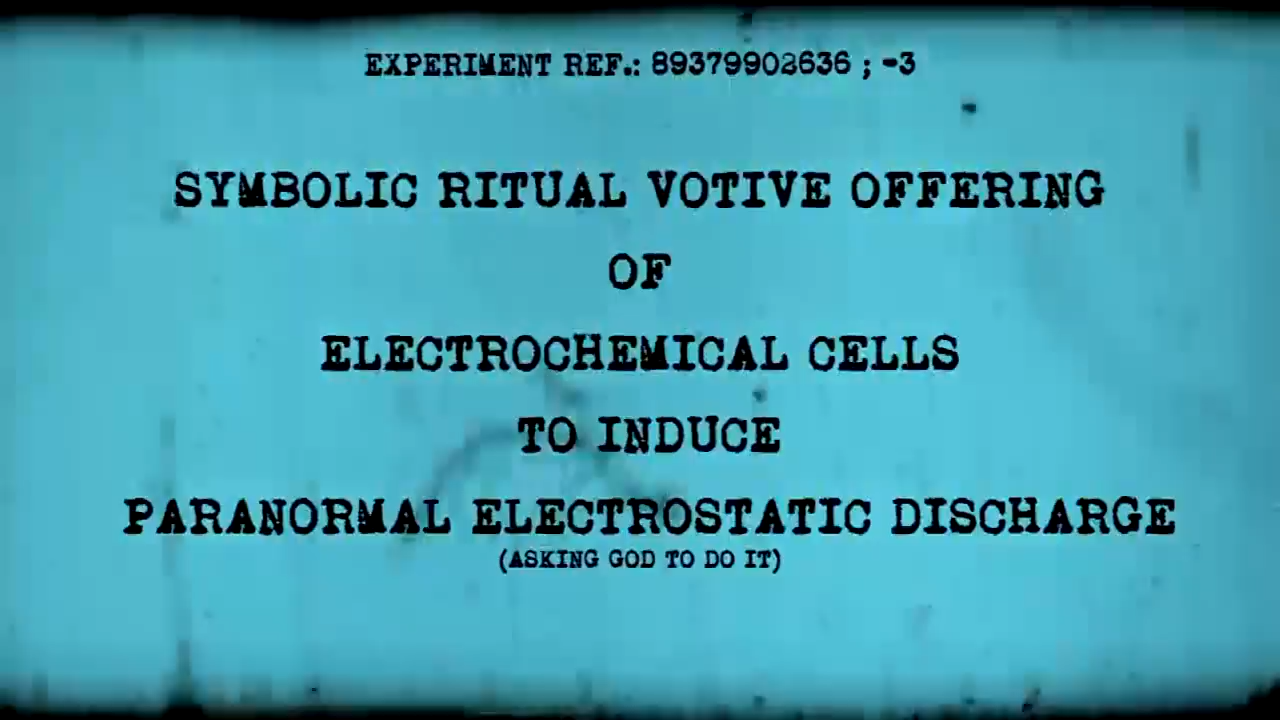 EXPERIMENT REF.: 89379902636 ; -3
SYMBOLIC RITUAL VOTIVE OFFERING
OF
ELECTROCHEMICAL CELLS
TO INDUCE
PARANORMAL ELECTROSTATIC DISCHARGE
(ASKING GOD TO DO IT)